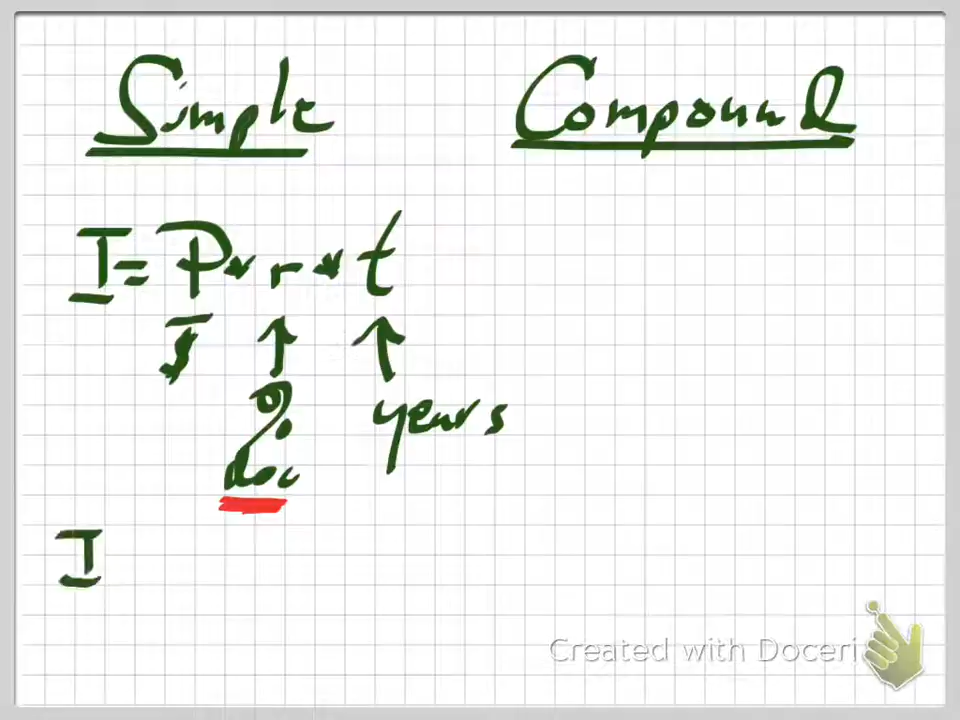 Simple Compound
I = P * r * t
$
% years
dec
I
Created with Doceri